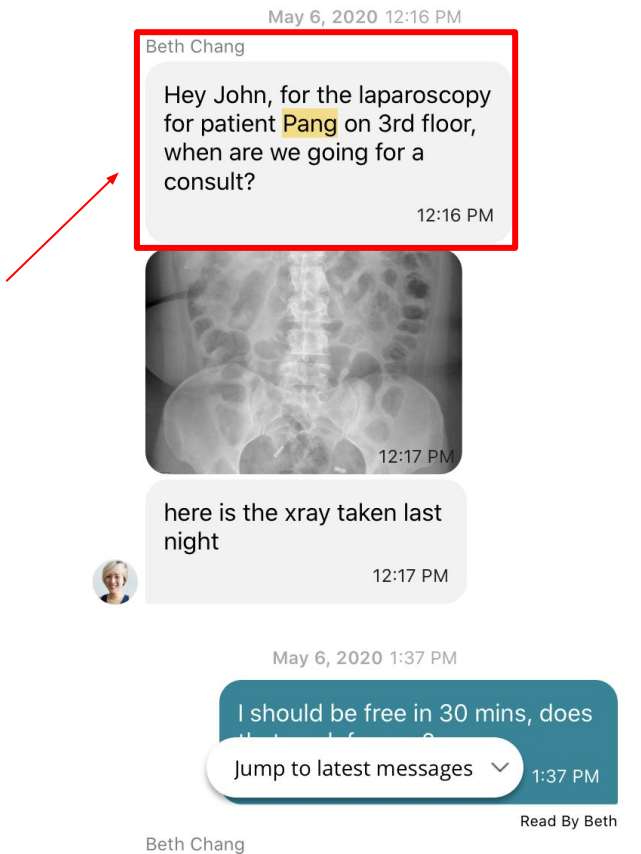 May 6, 2020 12:16 PM
Beth Chang
Hey John, for the laparoscopy
for patient Pang on 3rd floor,
when are we going for a
consult?
12:16 PM
12:17 PM
here is the xray taken last
night
12:17 PM
May 6, 2020 1:37 PM
I should be free in 30 mins, does
Jump to latest messages
1:37 PM
Read By Beth
Beth Chang